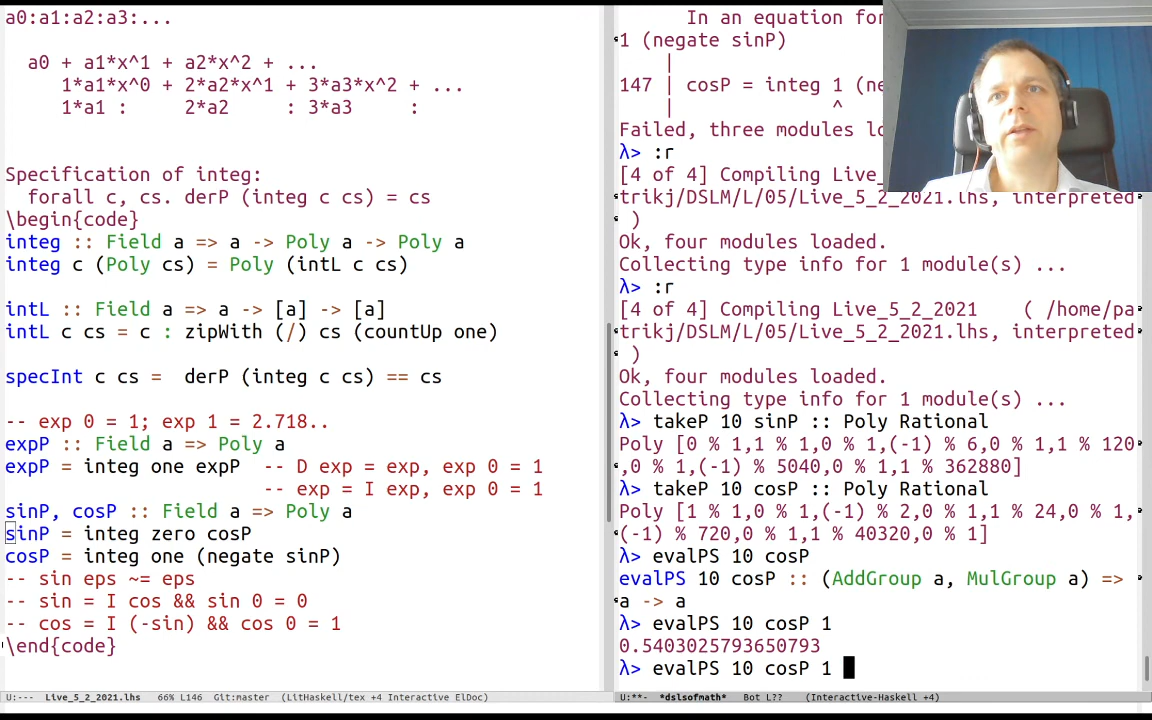 a0:a1:a2:a3:...
a0 + a1*x^1 + a2*x^2 + ...
1*a1*x^0 + 2*a2*x^1 + 3*a3*x^2 + ...
1*a1 : 2*a2 : 3*a3 :
Specification of integ:
forall c, cs. derP (integ c cs) = cs
\begin{code}
integ :: Field a => a -> Poly a -> Poly a
integ c (Poly cs) = Poly (intL c cs)
intL :: Field a => a -> [a] -> [a]
intL c cs = c : zipWith (/) cs (countUp one)
specInt c cs =  derP (integ c cs) == cs
-- exp 0 = 1; exp 1 = 2.718..
expP :: Field a => Poly a
expP = integ one expP  -- D exp = exp, exp 0 = 1
-- exp = I exp, exp 0 = 1
sinP, cosP :: Field a => Poly a
sinP = integ zero cosP
cosP = integ one (negate sinP)
-- sin eps ~= eps
-- sin = I cos && sin 0 = 0
-- cos = I (-sin) && cos 0 = 1
\end{code}
U:--- Live_5_2_2021.lhs 66% L146 Git:master (LitHaskell/tex +4 Interactive ElDoc)
In an equation for
1 (negate sinP)
|
147 | cosP = integ 1 (ne
| ^
Failed, three modules lo
λ> :r
[4 of 4] Compiling Live_
trikj/DSLM/L/05/Live_5_2_2021.lhs, interpreted
)
Ok, four modules loaded.
Collecting type info for 1 module(s) ...
λ> :r
[4 of 4] Compiling Live_5_2_2021    ( /home/pa
trikj/DSLM/L/05/Live_5_2_2021.lhs, interpreted
)
Ok, four modules loaded.
Collecting type info for 1 module(s) ...
λ> takeP 10 sinP :: Poly Rational
Poly [0 % 1,1 % 1,0 % 1,(-1) % 6,0 % 1,1 % 120
,0 % 1,(-1) % 5040,0 % 1,1 % 362880]
λ> takeP 10 cosP :: Poly Rational
Poly [1 % 1,0 % 1,(-1) % 2,0 % 1,1 % 24,0 % 1,
(-1) % 720,0 % 1,1 % 40320,0 % 1]
λ> evalPS 10 cosP
evalPS 10 cosP :: (AddGroup a, MulGroup a) =>
a -> a
λ> evalPS 10 cosP 1
0.5403025793650793
λ> evalPS 10 cosP 1
U:**- *dslsofmath* Bot L?? (Interactive-Haskell +4)